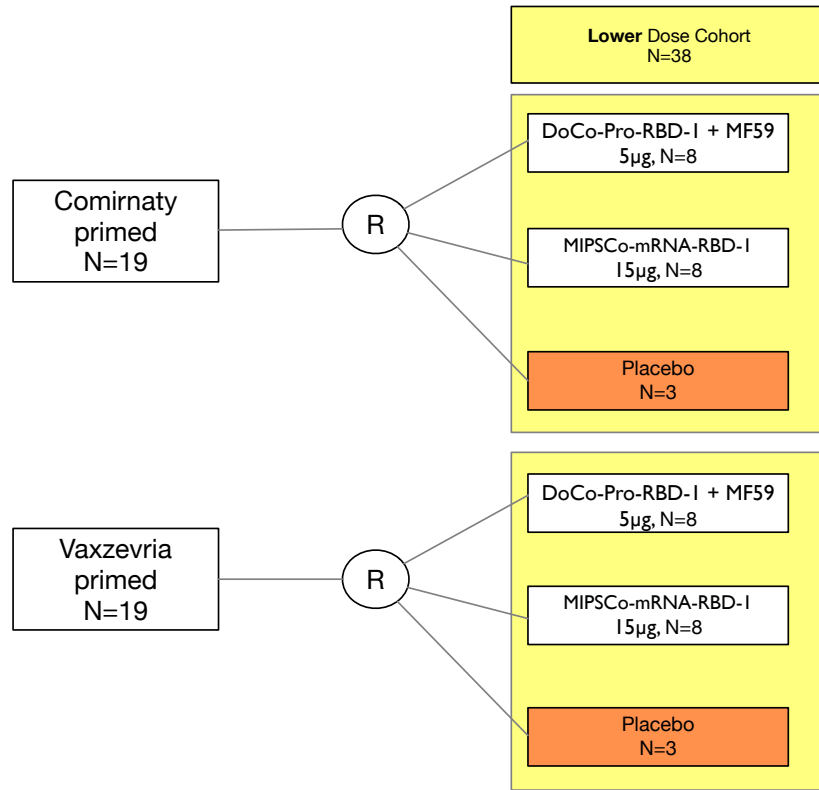 Lower Dose Cohort
N=38
Comirnaty
primed
N=19
R
DoCo-Pro-RBD-1 + MF59
5µg, N=8
MIPSCo-mRNA-RBD-1
15µg, N=8
Placebo
N=3
Vaxzevria
primed
N=19
R
DoCo-Pro-RBD-1 + MF59
5µg, N=8
MIPSCo-mRNA-RBD-1
15µg, N=8
Placebo
N=3